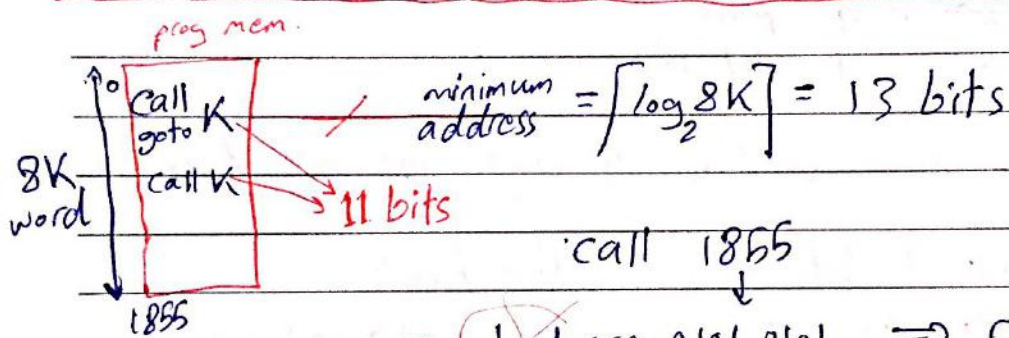 prog mem.
0
call
goto K
call K
8K
word
11 bits
1855
minimum address = ⌈log₂ 8K⌉ = 13 bits
call 1855